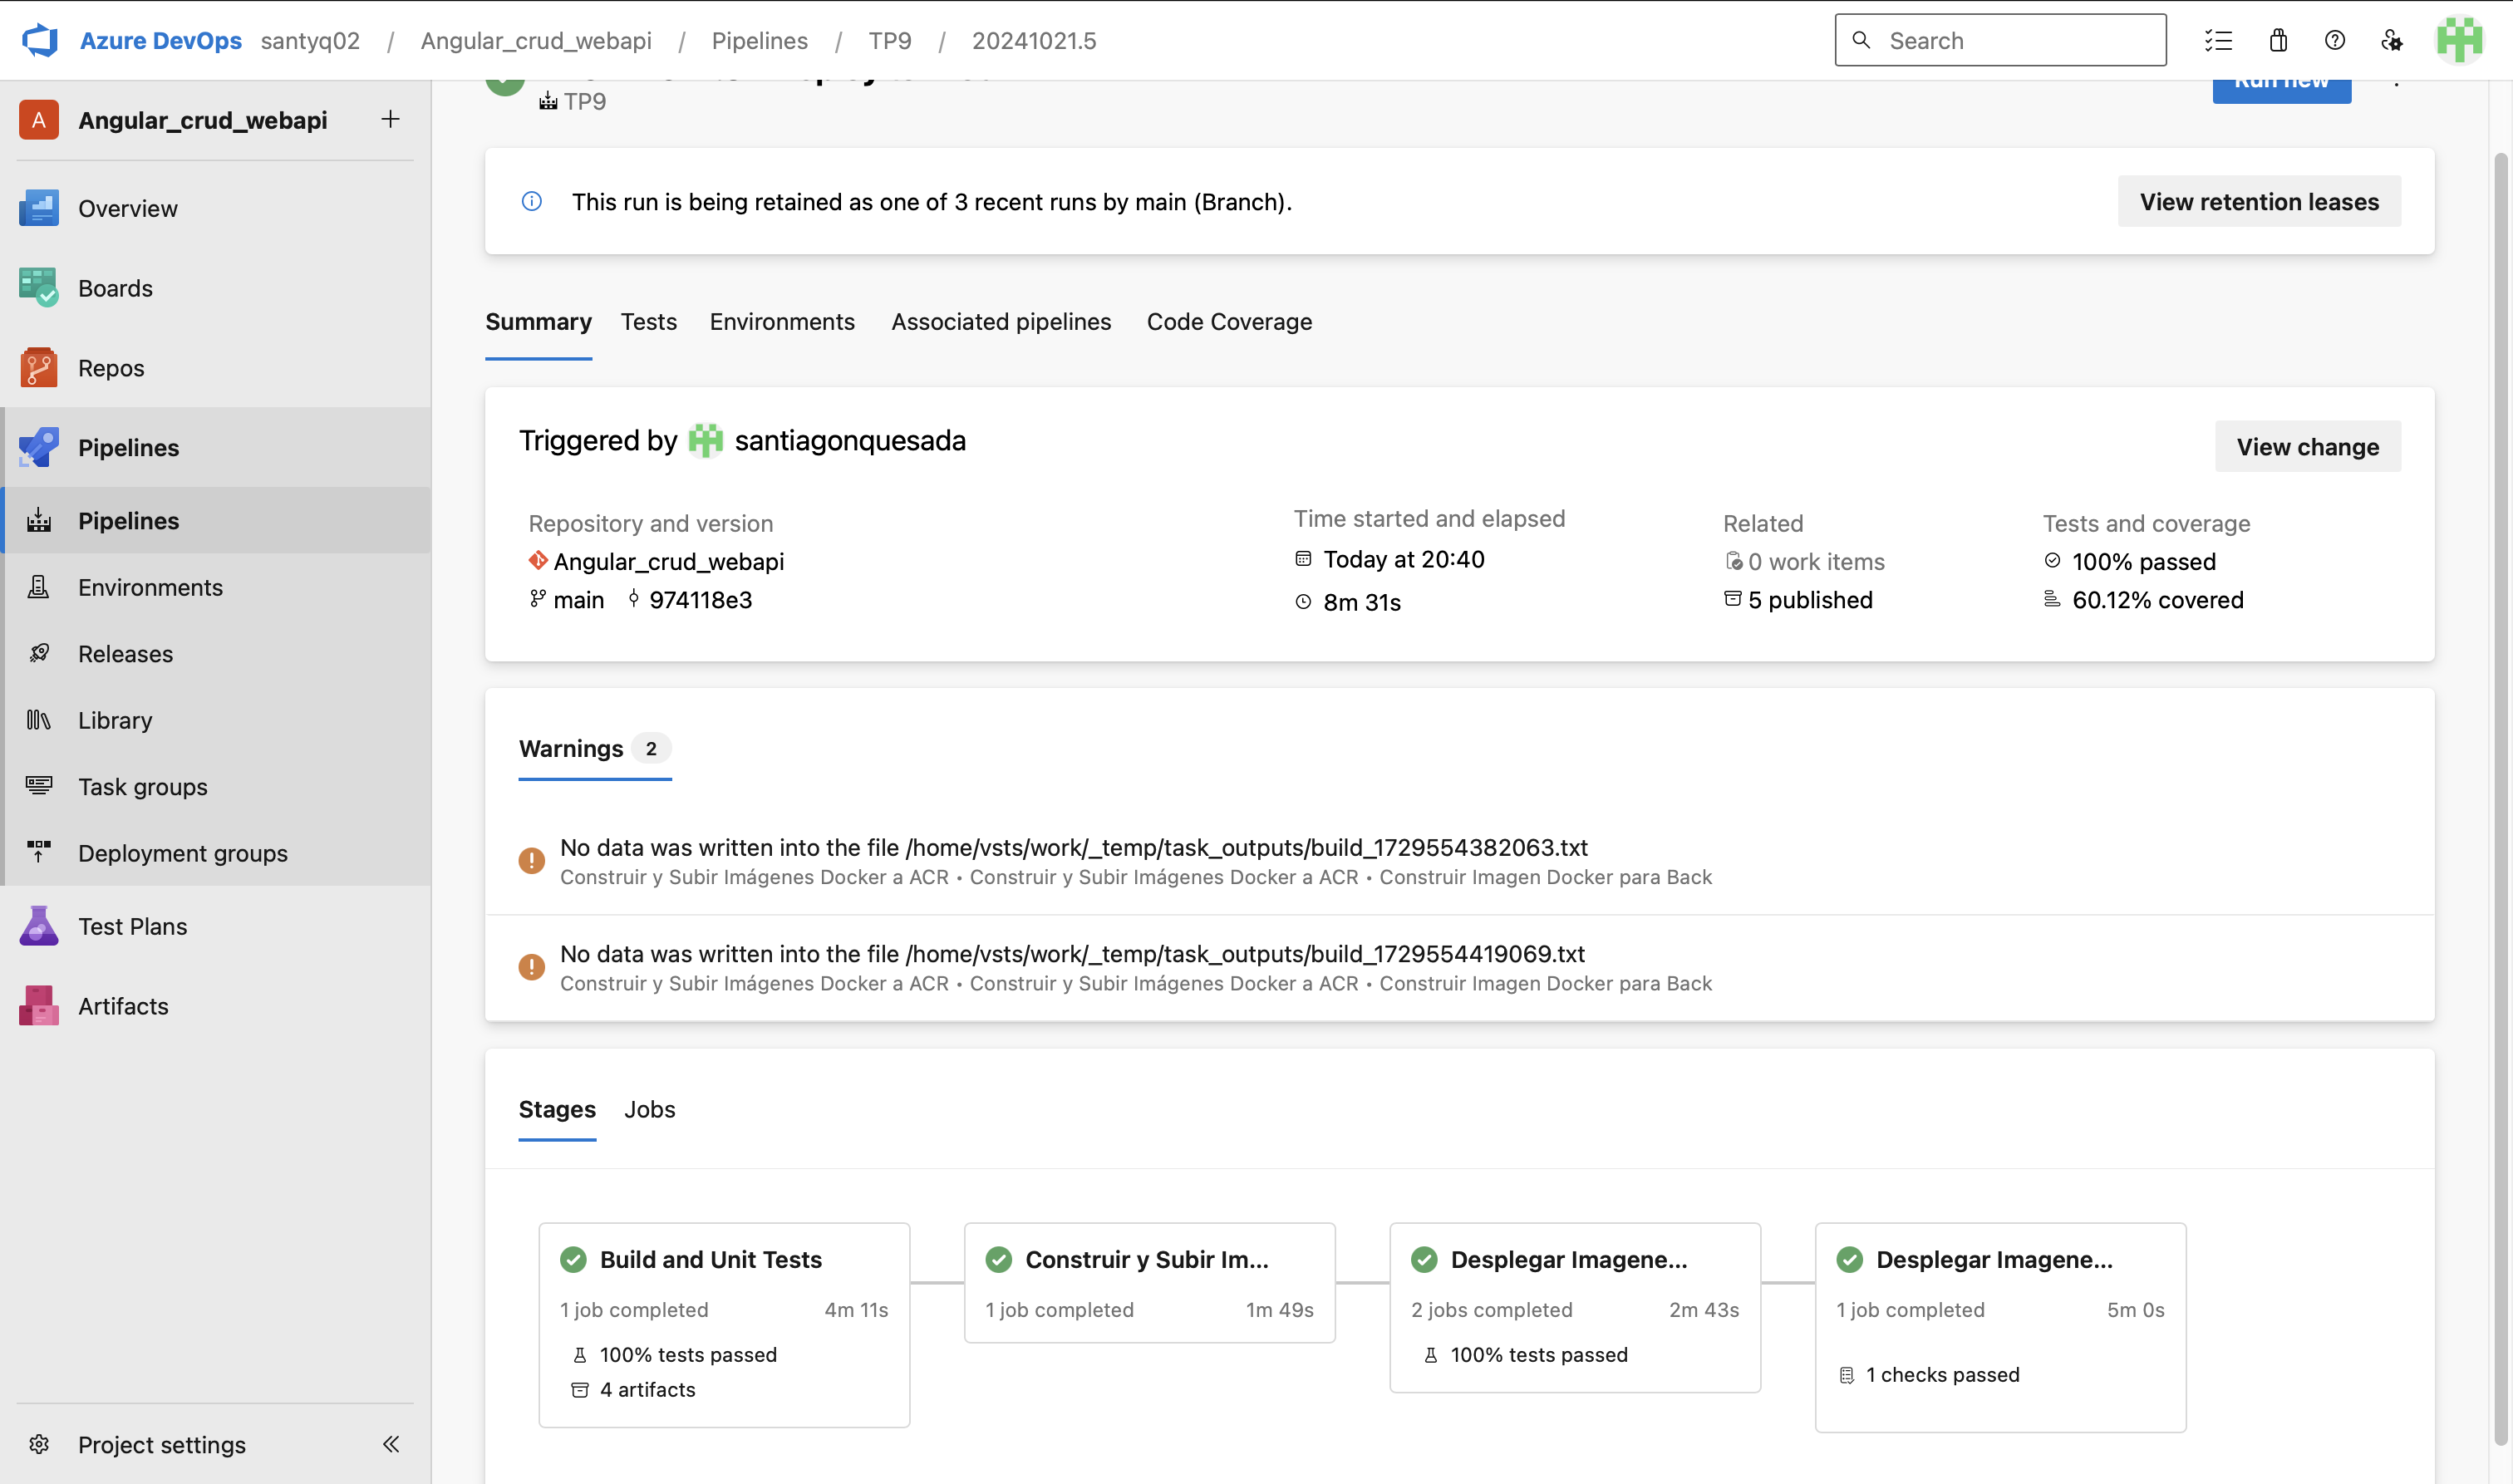 Azure DevOps santyq02 / Angular_crud_webapi / Pipelines / TP9 / 20241021.5
Search
A Angular_crud_webapi
Overview
Boards
Repos
Pipelines
Pipelines
Environments
Releases
Library
Task groups
Deployment groups
Test Plans
Artifacts
Project settings
TP9
Run new
This run is being retained as one of 3 recent runs by main (Branch).
View retention leases
Summary Tests Environments Associated pipelines Code Coverage
Triggered by santiagonquesada
View change
Repository and version
Angular_crud_webapi
main 974118e3
Time started and elapsed
Today at 20:40
8m 31s
Related
0 work items
5 published
Tests and coverage
100% passed
60.12% covered
Warnings 2
No data was written into the file /home/vsts/work/_temp/task_outputs/build_1729554382063.txt
Construir y Subir Imágenes Docker a ACR • Construir y Subir Imágenes Docker a ACR • Construir Imagen Docker para Back
No data was written into the file /home/vsts/work/_temp/task_outputs/build_1729554419069.txt
Construir y Subir Imágenes Docker a ACR • Construir y Subir Imágenes Docker a ACR • Construir Imagen Docker para Back
Stages Jobs
Build and Unit Tests
1 job completed 4m 11s
100% tests passed
4 artifacts
Construir y Subir Im...
1 job completed 1m 49s
Desplegar Imagene...
2 jobs completed 2m 43s
100% tests passed
Desplegar Imagene...
1 job completed 5m 0s
1 checks passed